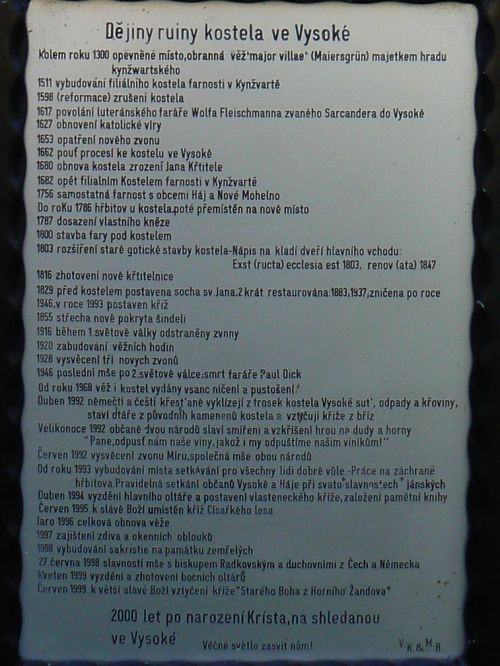 Dějiny ruiny kostela ve Vysoké
Kolem roku 1300 opevněné místo,obranná věž"major villae" (Maiersgrün) majetkem hradu
kynžwartského
1511 vybudování filiálního kostela farnosti v Kynžvartě
1598 (reformace) zrušení kostela
1617 povolání luteránského faráře Wolfa Fleischmanna zvaného Sarcandera do Vysoké
1627 obnovení katolické víry
1653 opatření nového zvonu
1662 pouť procesí ke kostelu ve Vysoké
1680 obnova kostela zrození Jana Křtitele
1682 opět filialním Kostelem farnosti v Kynžvartě
1756 samostatná farnost s obcemi Háj a Nové Mohelno
Do roKu 1786 hřbitov u kostela,poté přemístěn na nové místo
1787 dosazení vlastního kněze
1800 stavba fary pod kostelem
1803 rozšíření staré gotické stavby kostela-Nápis na kládí dveří hlavního vchodu:
Exst (ructa) ecclesia est 1803, renov (ata) 1847
1816 zhotovení nové křtitelnice
1829 před kostelem postavena socha sv.Jana,2 krát restaurována:1883,1937,zničena po roce
1946,v roce 1993 postaven kříž
1855 střecha nově pokryta šindeli
1916 během 1.světové války odstraněny zvnny
1920 zabudování věžních hodin
1928 vysvěcení tří nových zvonů
1946 poslední mše po 2.světové válce,smrt faráře Paul Dick
Od roku 1968 věž i kostel vydány vsanc ničení a pustošení!
Duben 1992 němečtí a čeští křesťané vyklízejí z trosek kostela Vysoké suť, odpady a křoviny,
staví oltáře z původních kamenenů kostela a vztyčují kříže z bříz
Velikonoce 1992 občané dvou národů slaví smíření a vzkříšení hrou na dudy a horny
"Pane,odpusť nám naše viny, jakož i my odpouštíme našim viníkům!"
Červen 1992 vysvěcení zvonu Míru,společná mše obou národů
Od roku 1993 vybudování místa setkávání pro všechny lidi dobré vůle -Práce na záchraně
hřbitova.Pravidelná setkání občanů Vysoké a Háje při svato"slavnostech" jánských
Duben 1994 vyzdění hlavního oltáře a postavení vlasteneckého kříže,založení pamětní knihy
Červen 1995 k slávě Boží umístěn kříž Císařkého lesa
Jaro 1996 celková obnova věže
1997 zajištění zdiva a okenních oblouků
1998 vybudování sakristie na památku zemřelých
27.června 1998 slavností mše s biskupem Radkovským a duchovními z Čech a Německa
Kveten 1999 vyzdění a zhotovení bočních oltářů
Červen 1999 k větší slávě Boží vztyčení kříže"Starého Boha z Horního Žandova"
2000 let po narození Krísta,na shledanou
ve Vysoké
Věčné světlo zasviť nám!
V.K.& M.B.